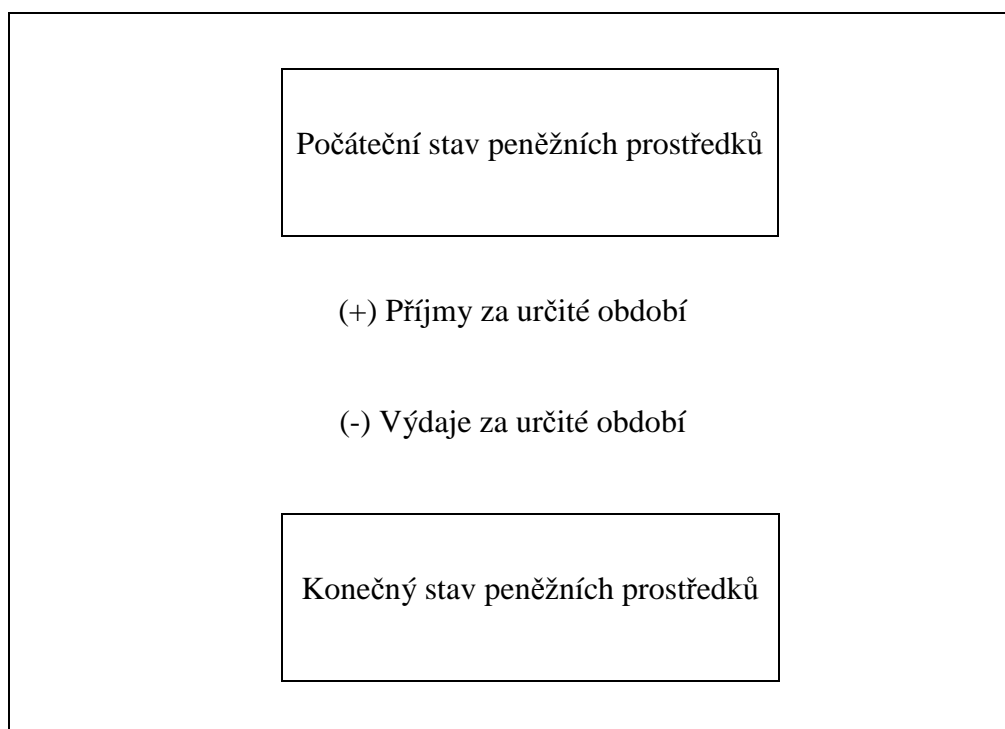 Počáteční stav peněžních prostředků
(+) Příjmy za určité období
(-) Výdaje za určité období
Konečný stav peněžních prostředků